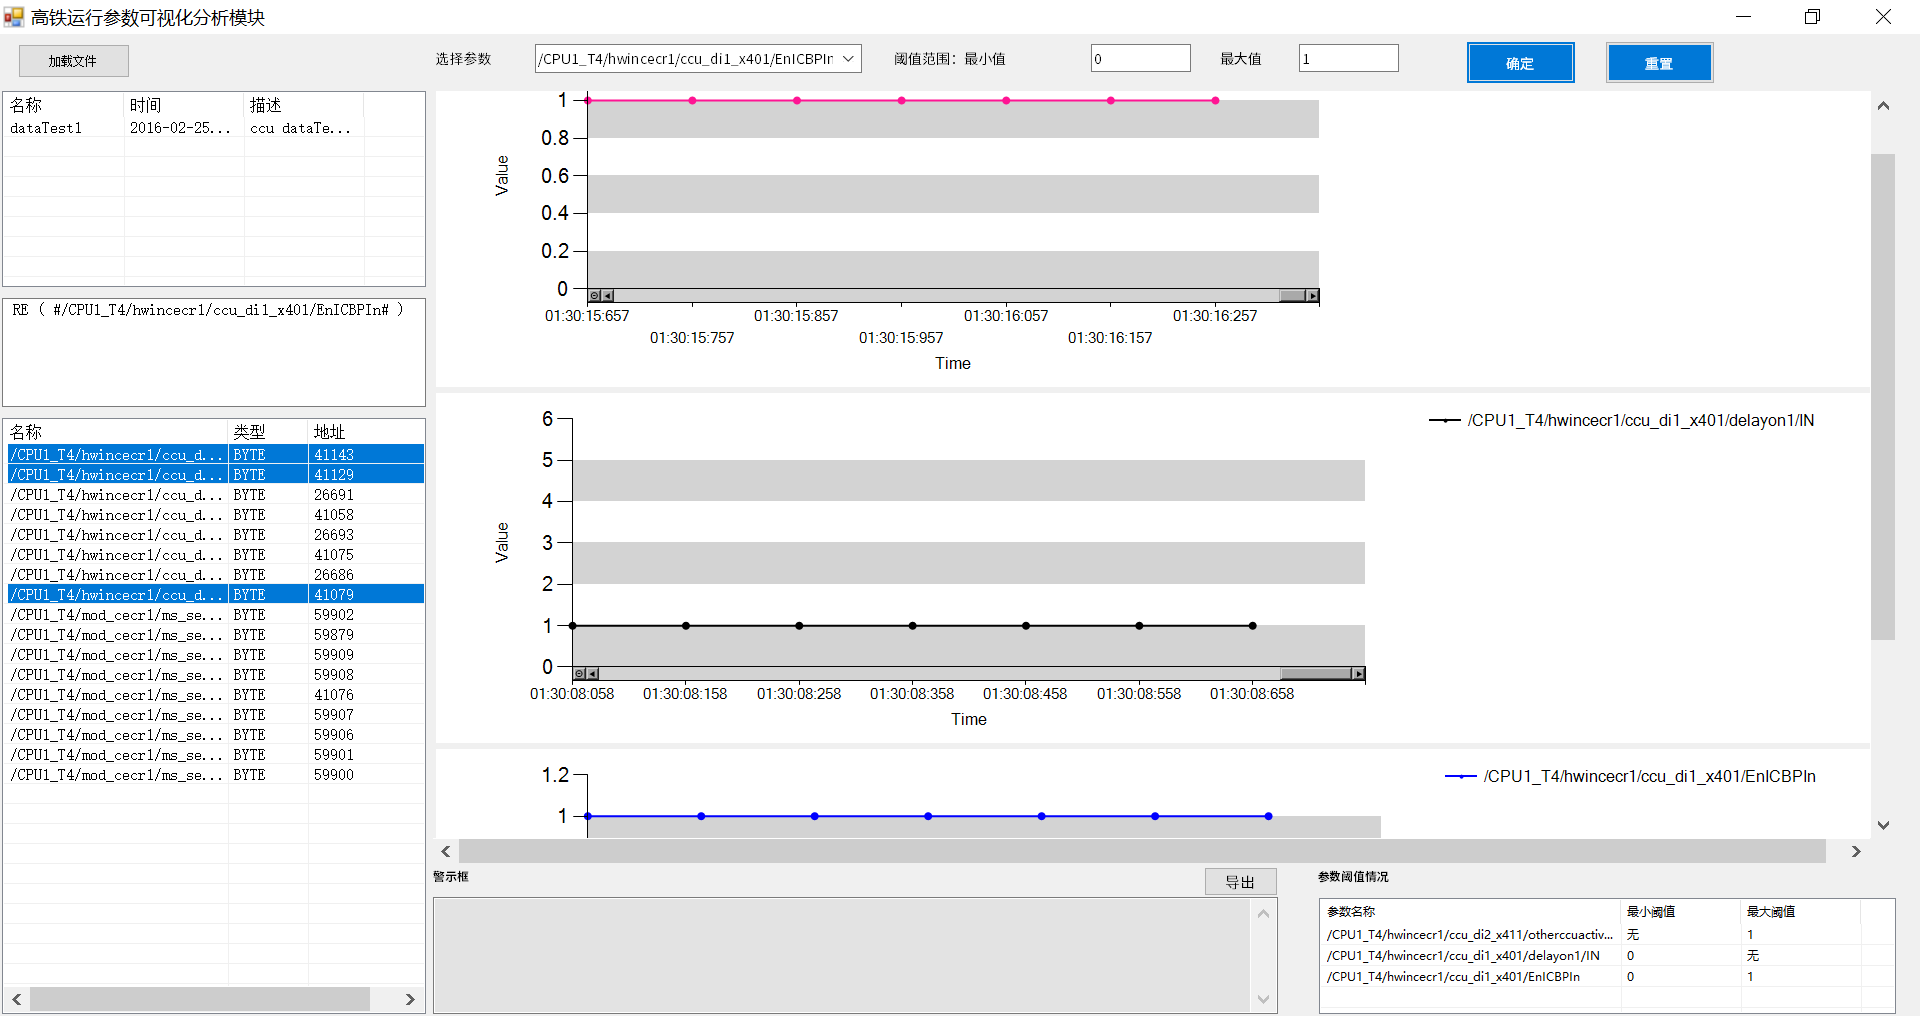 高铁运行参数可视化分析模块
加载文件
选择参数 /CPU1_T4/hwincecr1/ccu_di1_x401/EnICBPIn 阈值范围：最小值 0 最大值 1 确定 重置
名称 时间 描述
dataTest1 2016-02-25... ccu dataTe...
RE ( #/CPU1_T4/hwincecr1/ccu_di1_x401/EnICBPIn# )
名称 类型 地址
/CPU1_T4/hwincecr1/ccu_d... BYTE 41143
/CPU1_T4/hwincecr1/ccu_d... BYTE 41129
/CPU1_T4/hwincecr1/ccu_d... BYTE 26691
/CPU1_T4/hwincecr1/ccu_d... BYTE 41058
/CPU1_T4/hwincecr1/ccu_d... BYTE 26693
/CPU1_T4/hwincecr1/ccu_d... BYTE 41075
/CPU1_T4/hwincecr1/ccu_d... BYTE 26686
/CPU1_T4/hwincecr1/ccu_d... BYTE 41079
/CPU1_T4/mod_cecr1/ms_se... BYTE 59902
/CPU1_T4/mod_cecr1/ms_se... BYTE 59879
/CPU1_T4/mod_cecr1/ms_se... BYTE 59909
/CPU1_T4/mod_cecr1/ms_se... BYTE 59908
/CPU1_T4/mod_cecr1/ms_se... BYTE 41076
/CPU1_T4/mod_cecr1/ms_se... BYTE 59907
/CPU1_T4/mod_cecr1/ms_se... BYTE 59906
/CPU1_T4/mod_cecr1/ms_se... BYTE 59901
/CPU1_T4/mod_cecr1/ms_se... BYTE 59900
1
0.8
0.6
0.4
0.2
0
Value
01:30:15:657 01:30:15:857 01:30:16:057 01:30:16:257
01:30:15:757 01:30:15:957 01:30:16:157
Time
/CPU1_T4/hwincecr1/ccu_di1_x401/delayon1/IN
6
5
4
3
2
1
0
Value
01:30:08:058 01:30:08:158 01:30:08:258 01:30:08:358 01:30:08:458 01:30:08:558 01:30:08:658
Time
/CPU1_T4/hwincecr1/ccu_di1_x401/EnICBPIn
1.2
1
警示框 导出
参数阈值情况
参数名称 最小阈值 最大阈值
/CPU1_T4/hwincecr1/ccu_di2_x411/otherccuactiv... 无 1
/CPU1_T4/hwincecr1/ccu_di1_x401/delayon1/IN 0 无
/CPU1_T4/hwincecr1/ccu_di1_x401/EnICBPIn 0 1